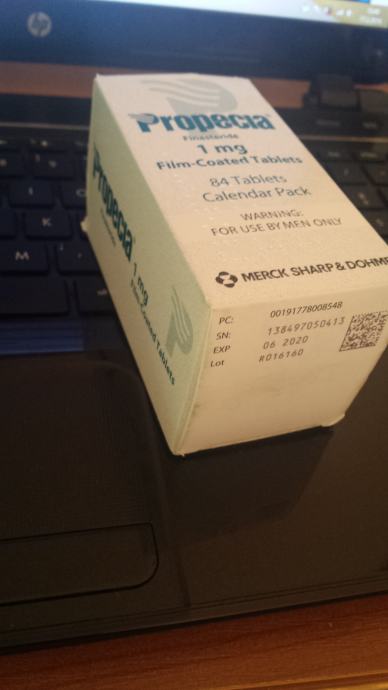 hp
Propecia
Finasteride
1 mg
Film-Coated Tablets
84 Tablets
Calendar Pack
WARNING:
FOR USE BY MEN ONLY
MERCK SHARP & DOHME
Propecia
1 mg
Film-Coated Tablets
PC: 00191778008548
SN: 138497050413
EXP 06 2020
Lot R016160